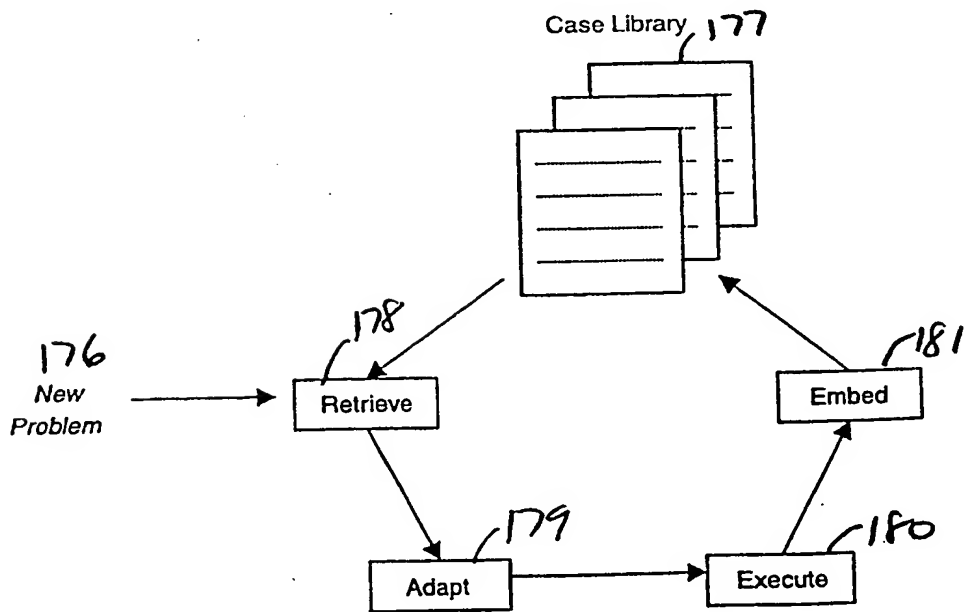 Case Library
177
178
176
New
Problem
Retrieve
181
Embed
179
Adapt
180
Execute